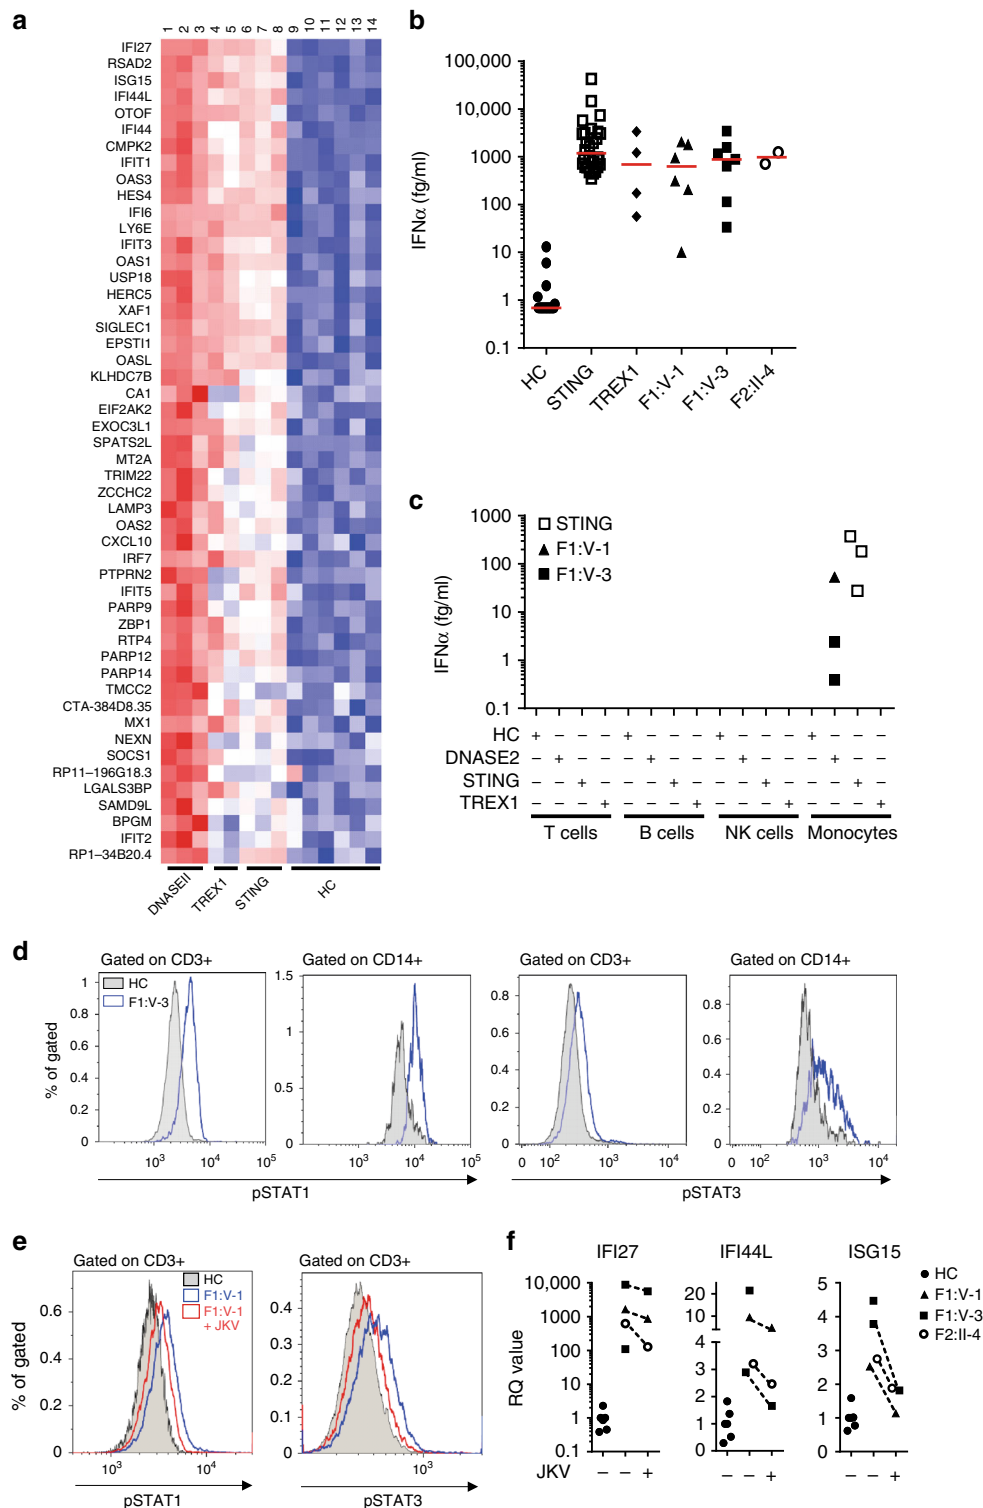 a
1 2 3 4 5 6 7 8 9 10 11 12 13 14
IFI27
RSAD2
ISG15
IFI44L
OTOF
IFI44
CMPK2
IFIT1
OAS3
HES4
IFI6
LY6E
IFIT3
OAS1
USP18
HERC5
XAF1
SIGLEC1
EPSTI1
OASL
KLHDC7B
CA1
EIF2AK2
EXOC3L1
SPATS2L
MT2A
TRIM22
ZCCHC2
LAMP3
OAS2
CXCL10
IRF7
PTPRN2
IFIT5
PARP9
ZBP1
RTP4
PARP12
PARP14
TMCC2
CTA-384D8.35
MX1
NEXN
SOCS1
RP11–196G18.3
LGALS3BP
SAMD9L
BPGM
IFIT2
RP1–34B20.4
DNASEII TREX1 STING HC
b
IFNα (fg/ml)
100,000
10,000
1000
100
10
1
0.1
HC STING TREX1 F1:V-1 F1:V-3 F2:II-4
c
IFNα (fg/ml)
1000
100
10
1
0.1
STING
F1:V-1
F1:V-3
HC + – – – + – – – + – – – + – – –
DNASE2 – + – – – + – – – + – – – + – –
STING – – + – – – + – – – + – – – + –
TREX1 – – – + – – – + – – – + – – – +
T cells B cells NK cells Monocytes
d
Gated on CD3+
HC
F1:V-3
% of gated
1
0.8
0.6
0.4
0.2
0
10³ 10⁴ 10⁵
Gated on CD14+
1.5
1
0.5
0
10³ 10⁴ 10⁵
pSTAT1
Gated on CD3+
0.8
0.6
0.4
0.2
0
0 10² 10³ 10⁴
Gated on CD14+
0.8
0.6
0.4
0.2
0
0 10² 10³ 10⁴
pSTAT3
e
Gated on CD3+
HC
F1:V-1
F1:V-1
+ JKV
% of gated
0.6
0.4
0.2
0
10³ 10⁴
pSTAT1
Gated on CD3+
0.4
0.3
0.2
0.1
0
10³
pSTAT3
f
IFI27
RQ value
10,000
1000
100
10
1
0.1
JKV – – +
IFI44L
20
10
4
3
2
1
0
– – +
ISG15
5
4
3
2
1
0
– – +
HC
F1:V-1
F1:V-3
F2:II-4